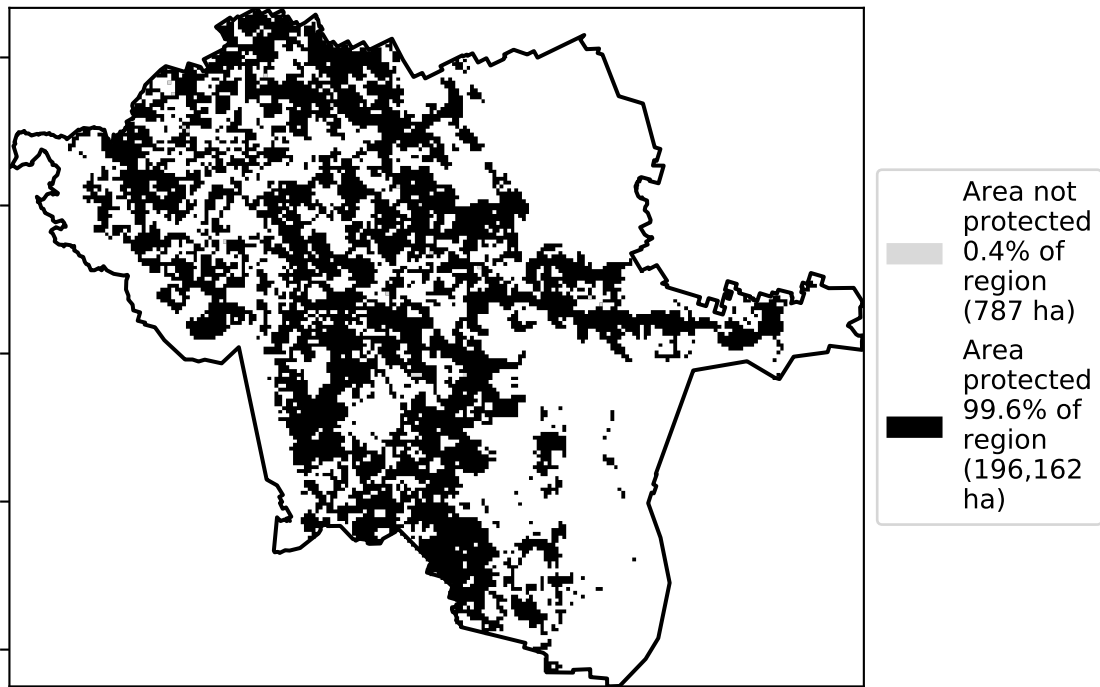 Area not
protected
0.4% of
region
(787 ha)
Area
protected
99.6% of
region
(196,162
ha)